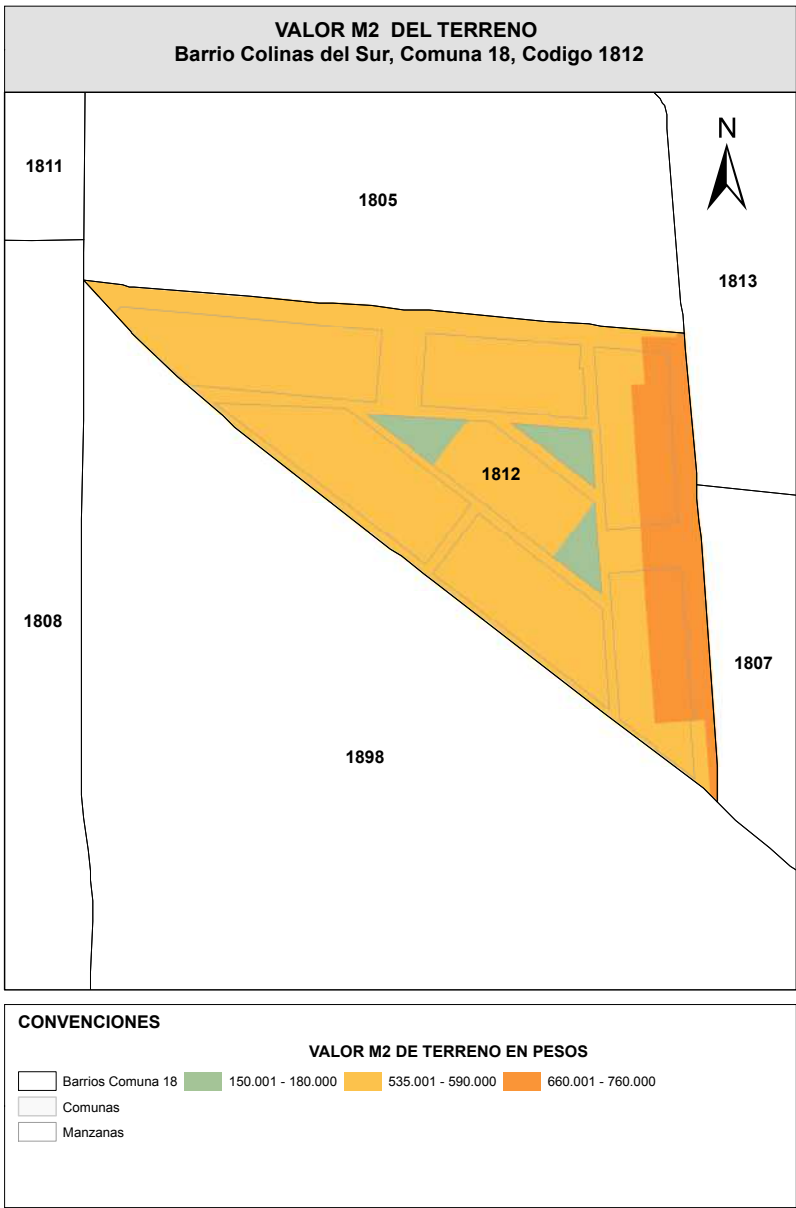 VALOR M2 DEL TERRENO
Barrio Colinas del Sur, Comuna 18, Codigo 1812
N
1811
1805
1813
1812
1808
1807
1898
CONVENCIONES
VALOR M2 DE TERRENO EN PESOS
Barrios Comuna 18 150.001 - 180.000 535.001 - 590.000 660.001 - 760.000
Comunas
Manzanas